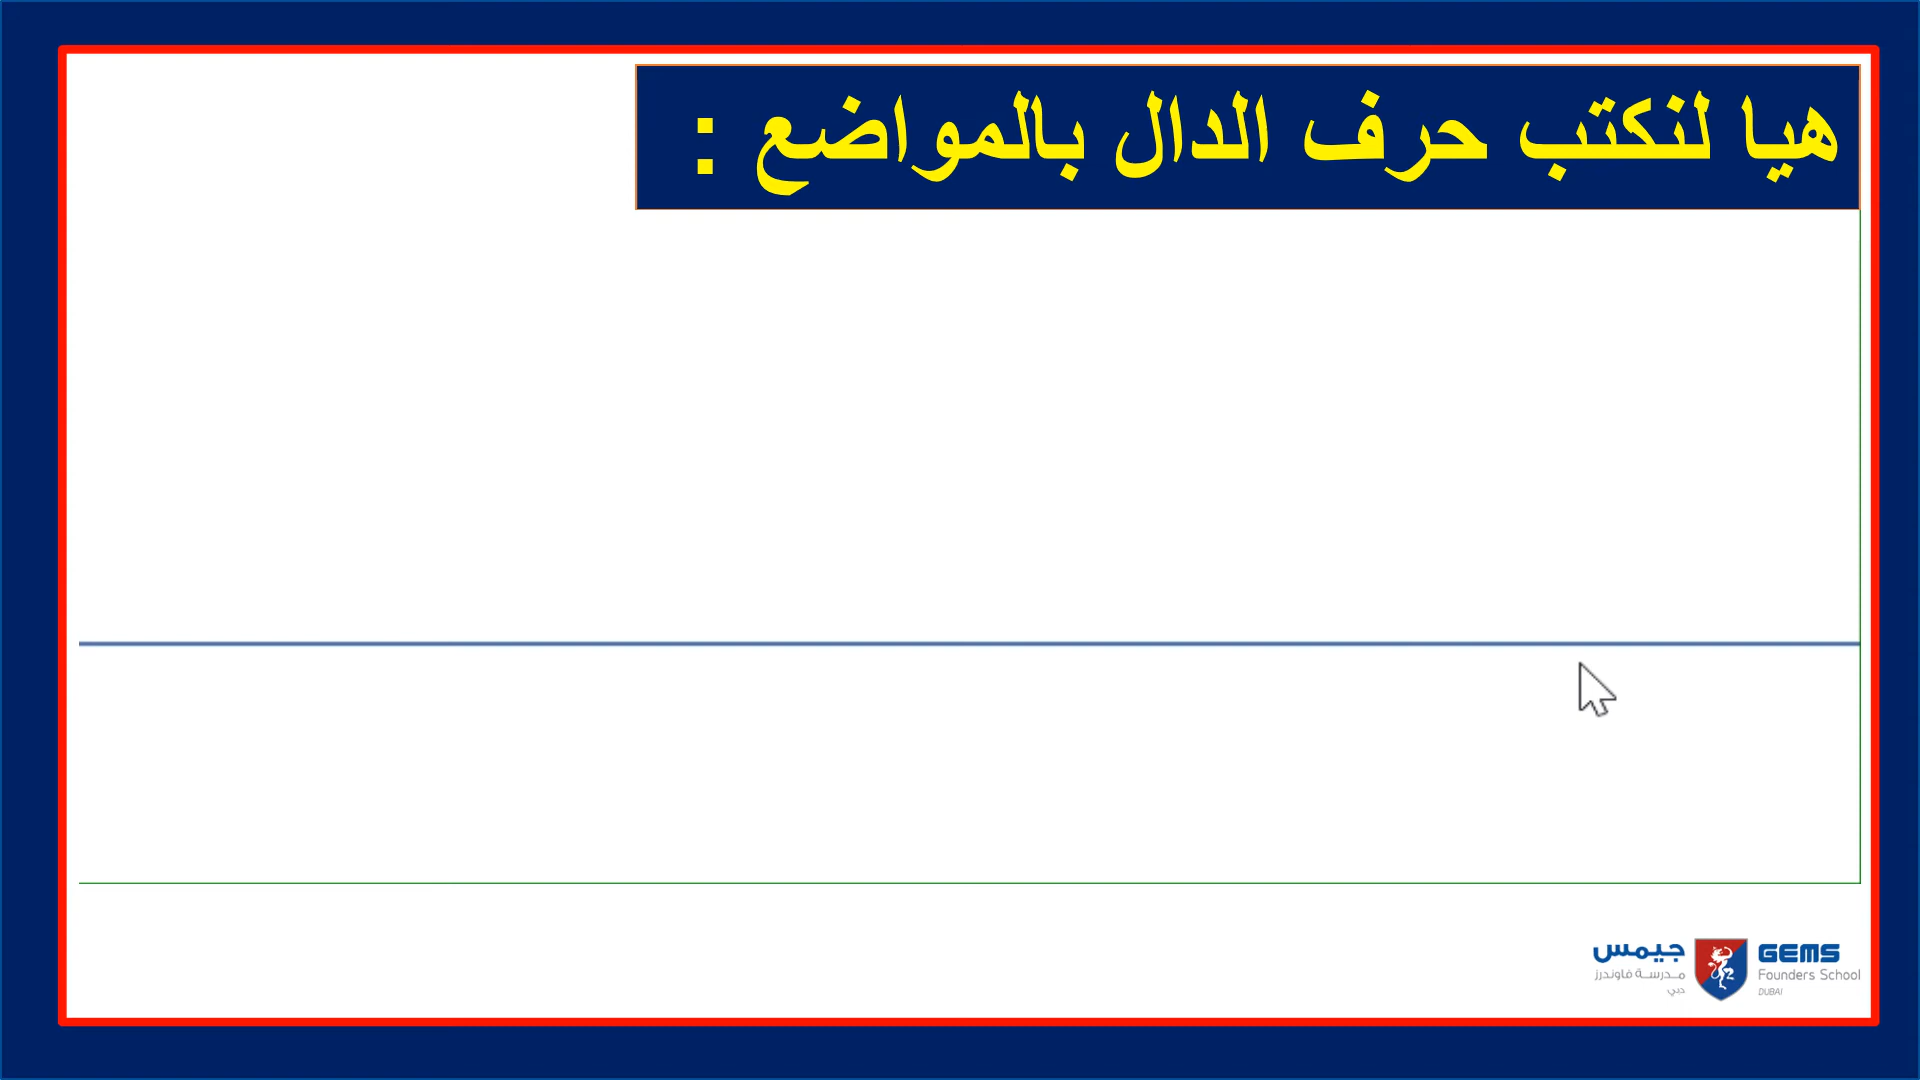 هيا لنكتب حرف الدال بالمواضع :
جيمس
مدرسة فاوندرز
دبي
GEMS
Founders School
DUBAI